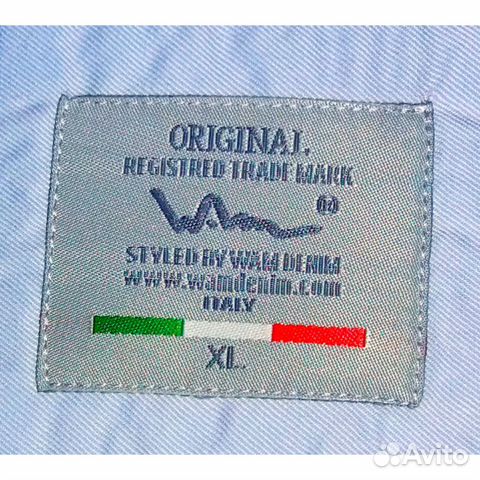 ORIGINAL
REGISTRED TRADE MARK
WAM
STYLED BY WAM DENIM
www.wamdenim.com
ITALY
XL
Avito